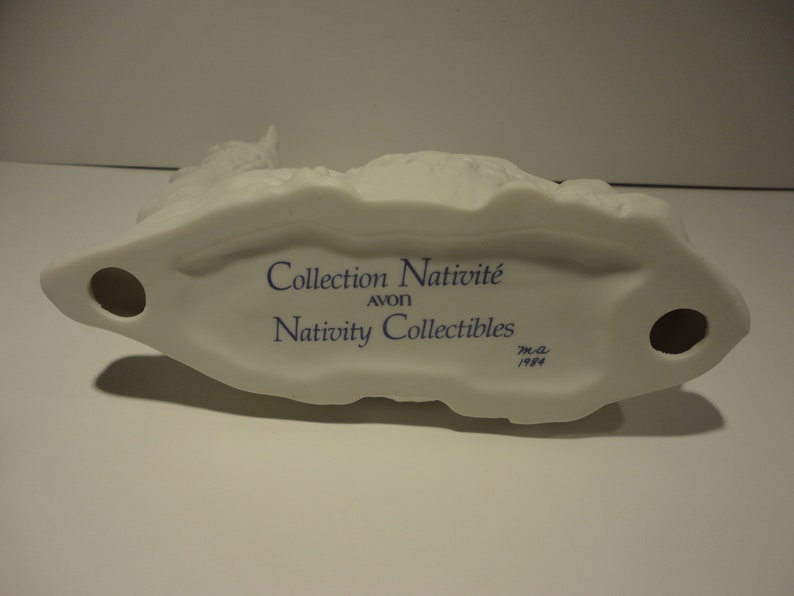 Collection Nativité
AVON
Nativity Collectibles
ma
1984